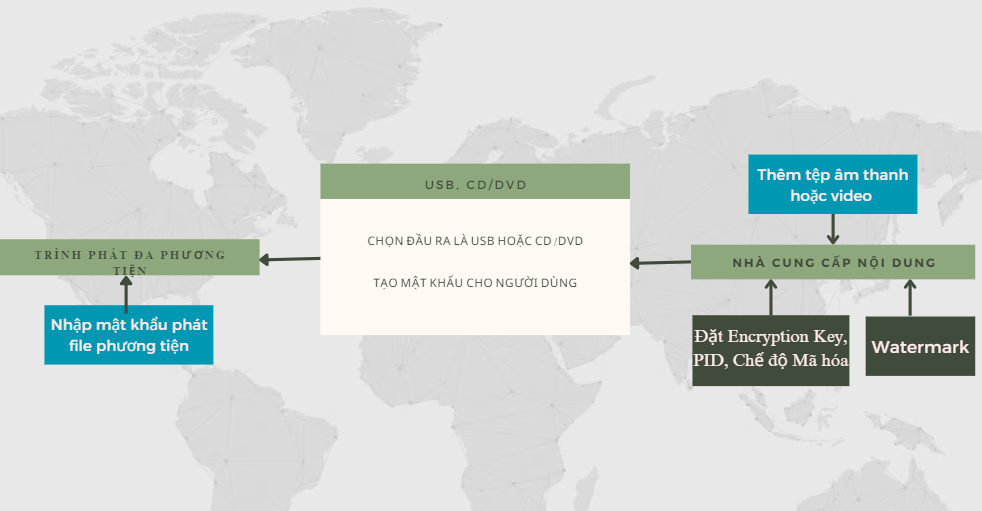 Thêm tệp âm thanh
hoặc video
USB, CD/DVD
CHỌN ĐẦU RA LÀ USB HOẶC CD /DVD
TẠO MẬT KHẨU CHO NGƯỜI DÙNG
TRÌNH PHÁT ĐA PHƯƠNG
TIỆN
NHÀ CUNG CẤP NỘI DUNG
Nhập mật khẩu phát
file phương tiện
Đặt Encryption Key,
PID, Chế độ Mã hóa
Watermark